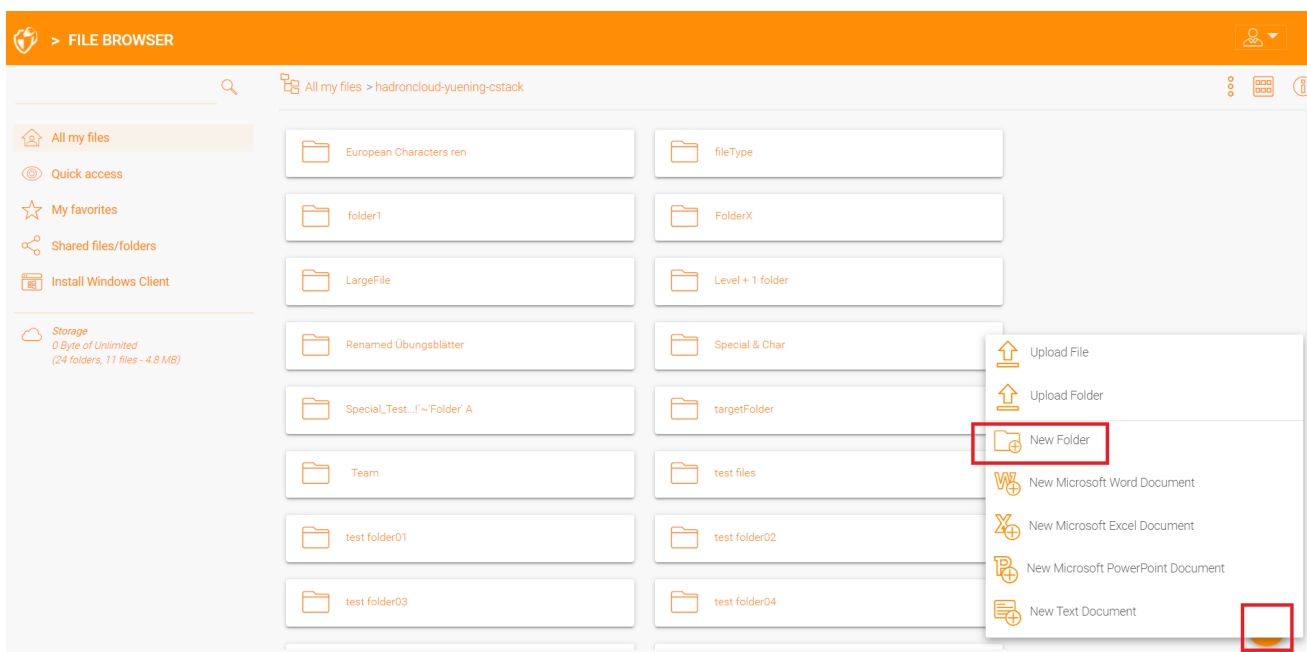 > FILE BROWSER
All my files > hadroncloud-yuening-cstack
All my files
Quick access
My favorites
Shared files/folders
Install Windows Client
Storage
0 Byte of Unlimited
(24 folders, 11 files - 4.8 MB)
European Characters ren
fileType
folder1
FolderX
LargeFile
Level + 1 folder
Renamed Übungsblätter
Special & Char
Special_Test...!`~'Folder' A
targetFolder
Team
test files
test folder01
test folder02
test folder03
test folder04
Upload File
Upload Folder
New Folder
New Microsoft Word Document
New Microsoft Excel Document
New Microsoft PowerPoint Document
New Text Document